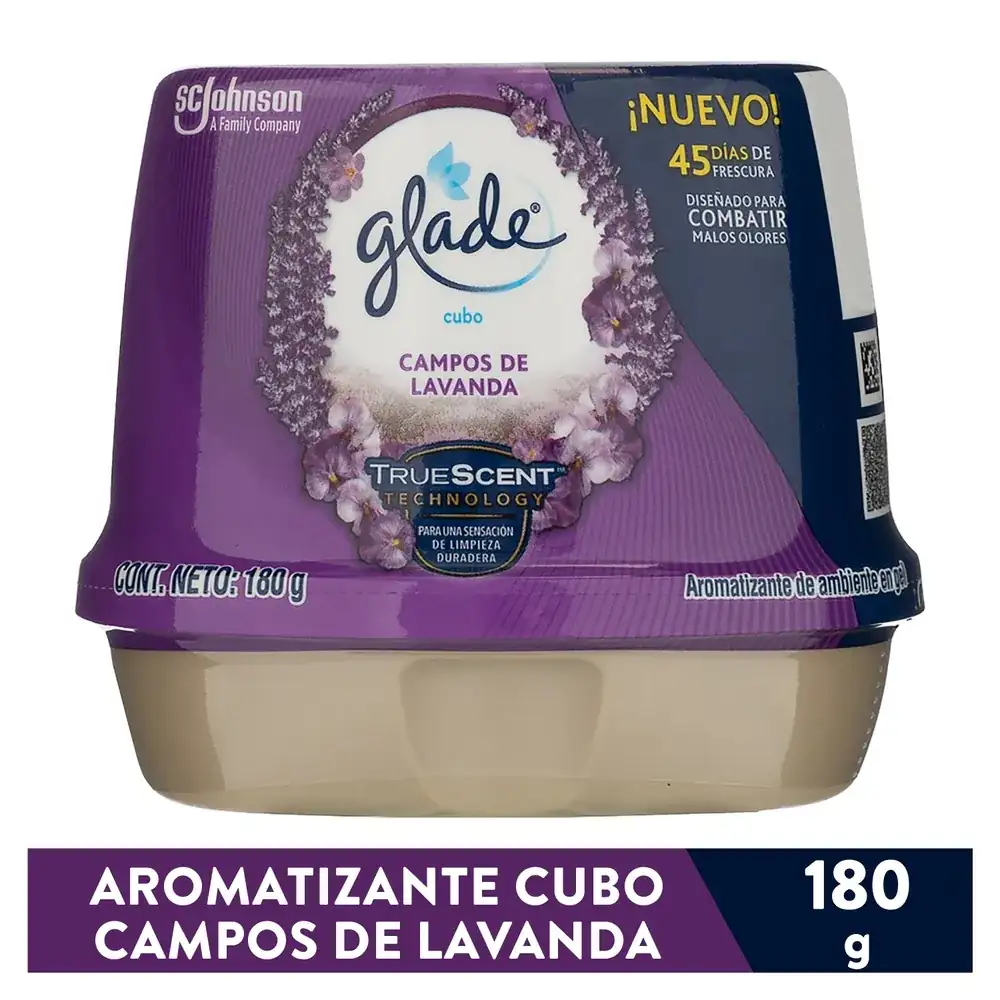 SCJohnson
A Family Company
¡NUEVO!
45 DÍAS DE
FRESCURA
DISEÑADO PARA
COMBATIR
MALOS OLORES
glade®
cubo
CAMPOS DE
LAVANDA
TRUESCENT™
TECHNOLOGY
PARA UNA SENSACIÓN
DE LIMPIEZA
DURADERA
CONT. NETO: 180 g
Aromatizante de ambiente en gel
AROMATIZANTE CUBO
CAMPOS DE LAVANDA
180
g